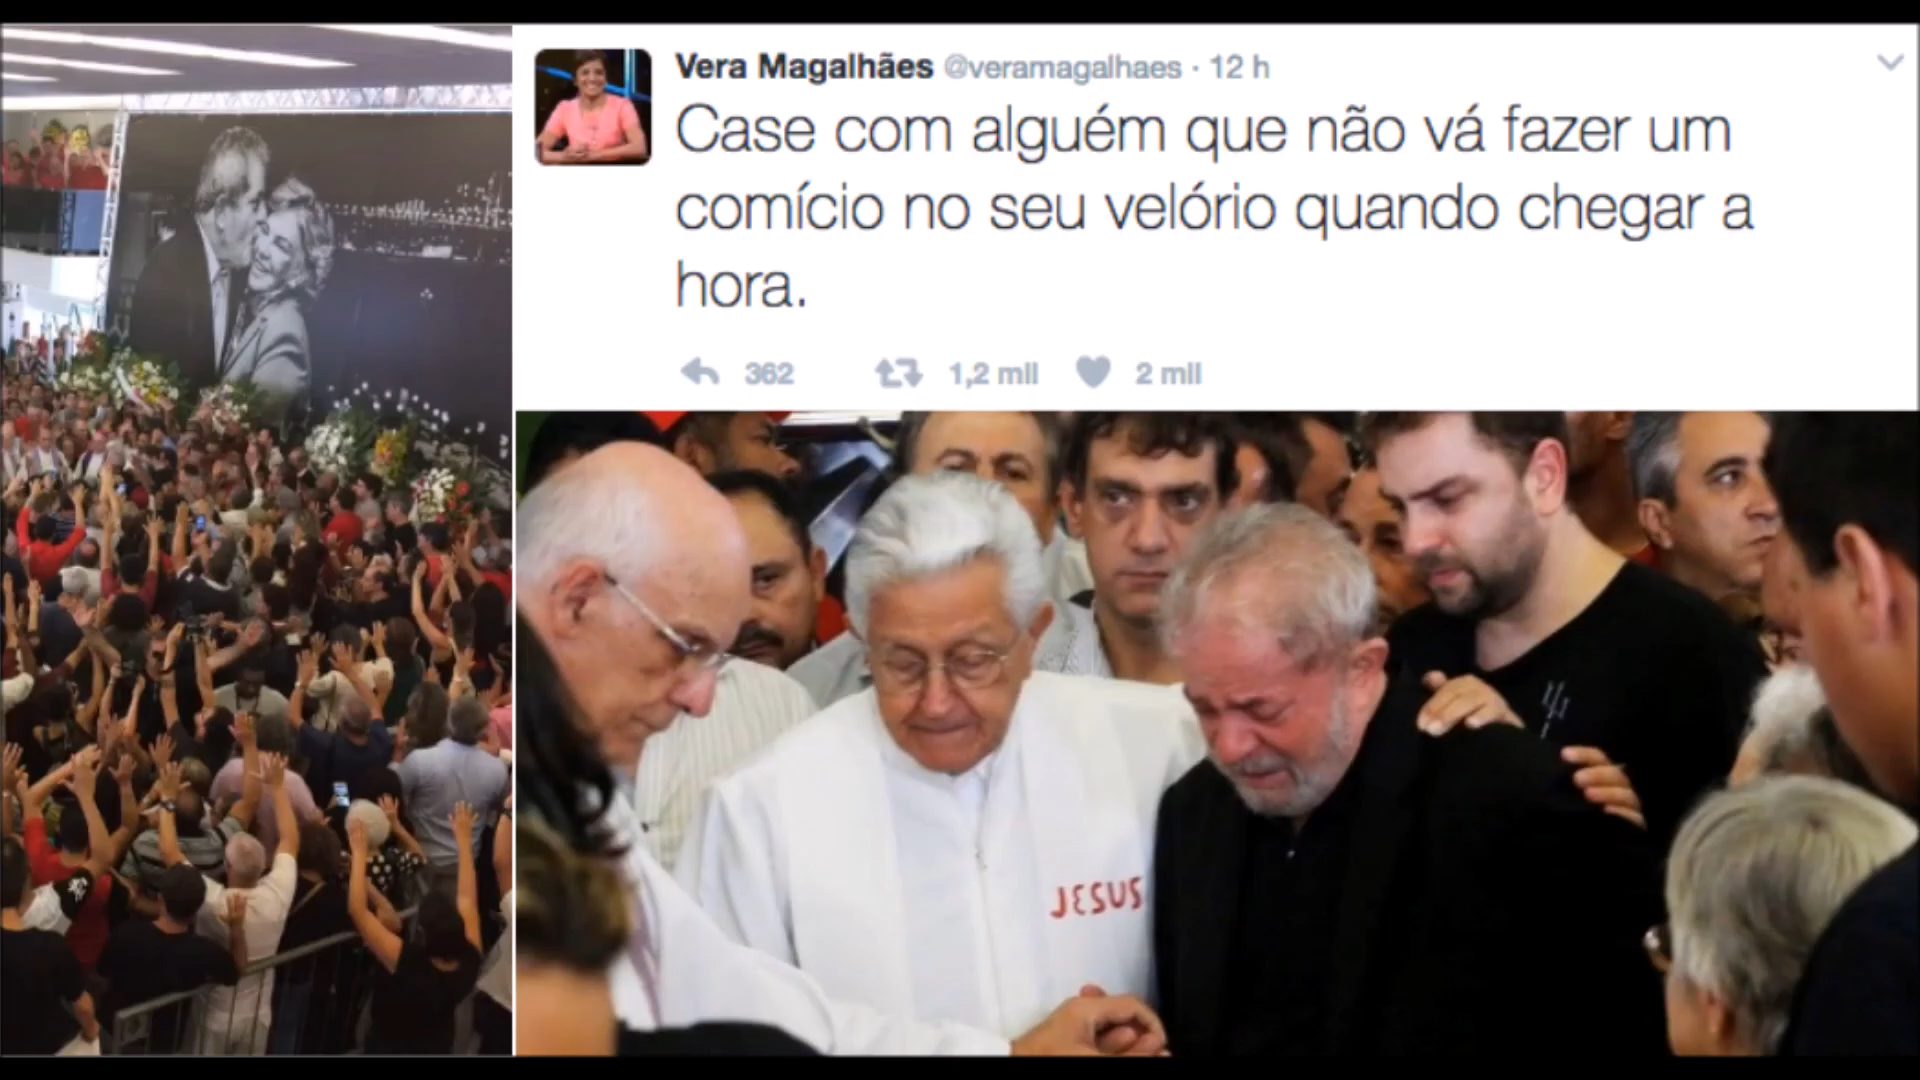 Vera Magalhães @veramagalhaes · 12 h
Case com alguém que não vá fazer um
comício no seu velório quando chegar a
hora.
362 1,2 mil 2 mil
JESUS